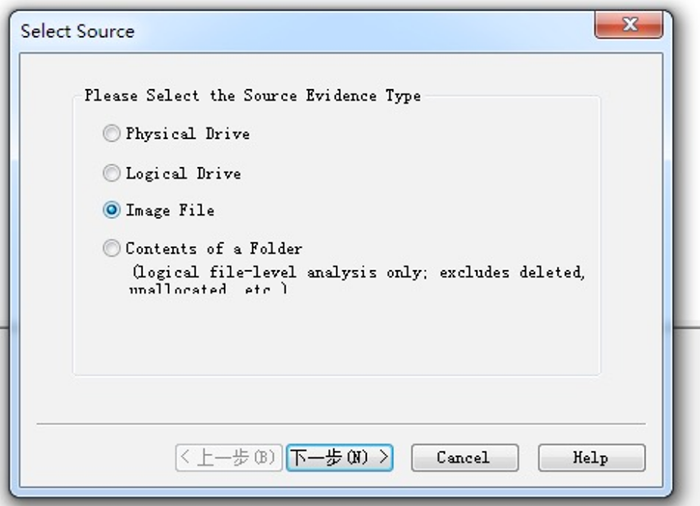 Select Source
Please Select the Source Evidence Type
Physical Drive
Logical Drive
Image File
Contents of a Folder
(logical file-level analysis only; excludes deleted,
unallocated, etc.)
< 上一步(B) 下一步(N) > Cancel Help